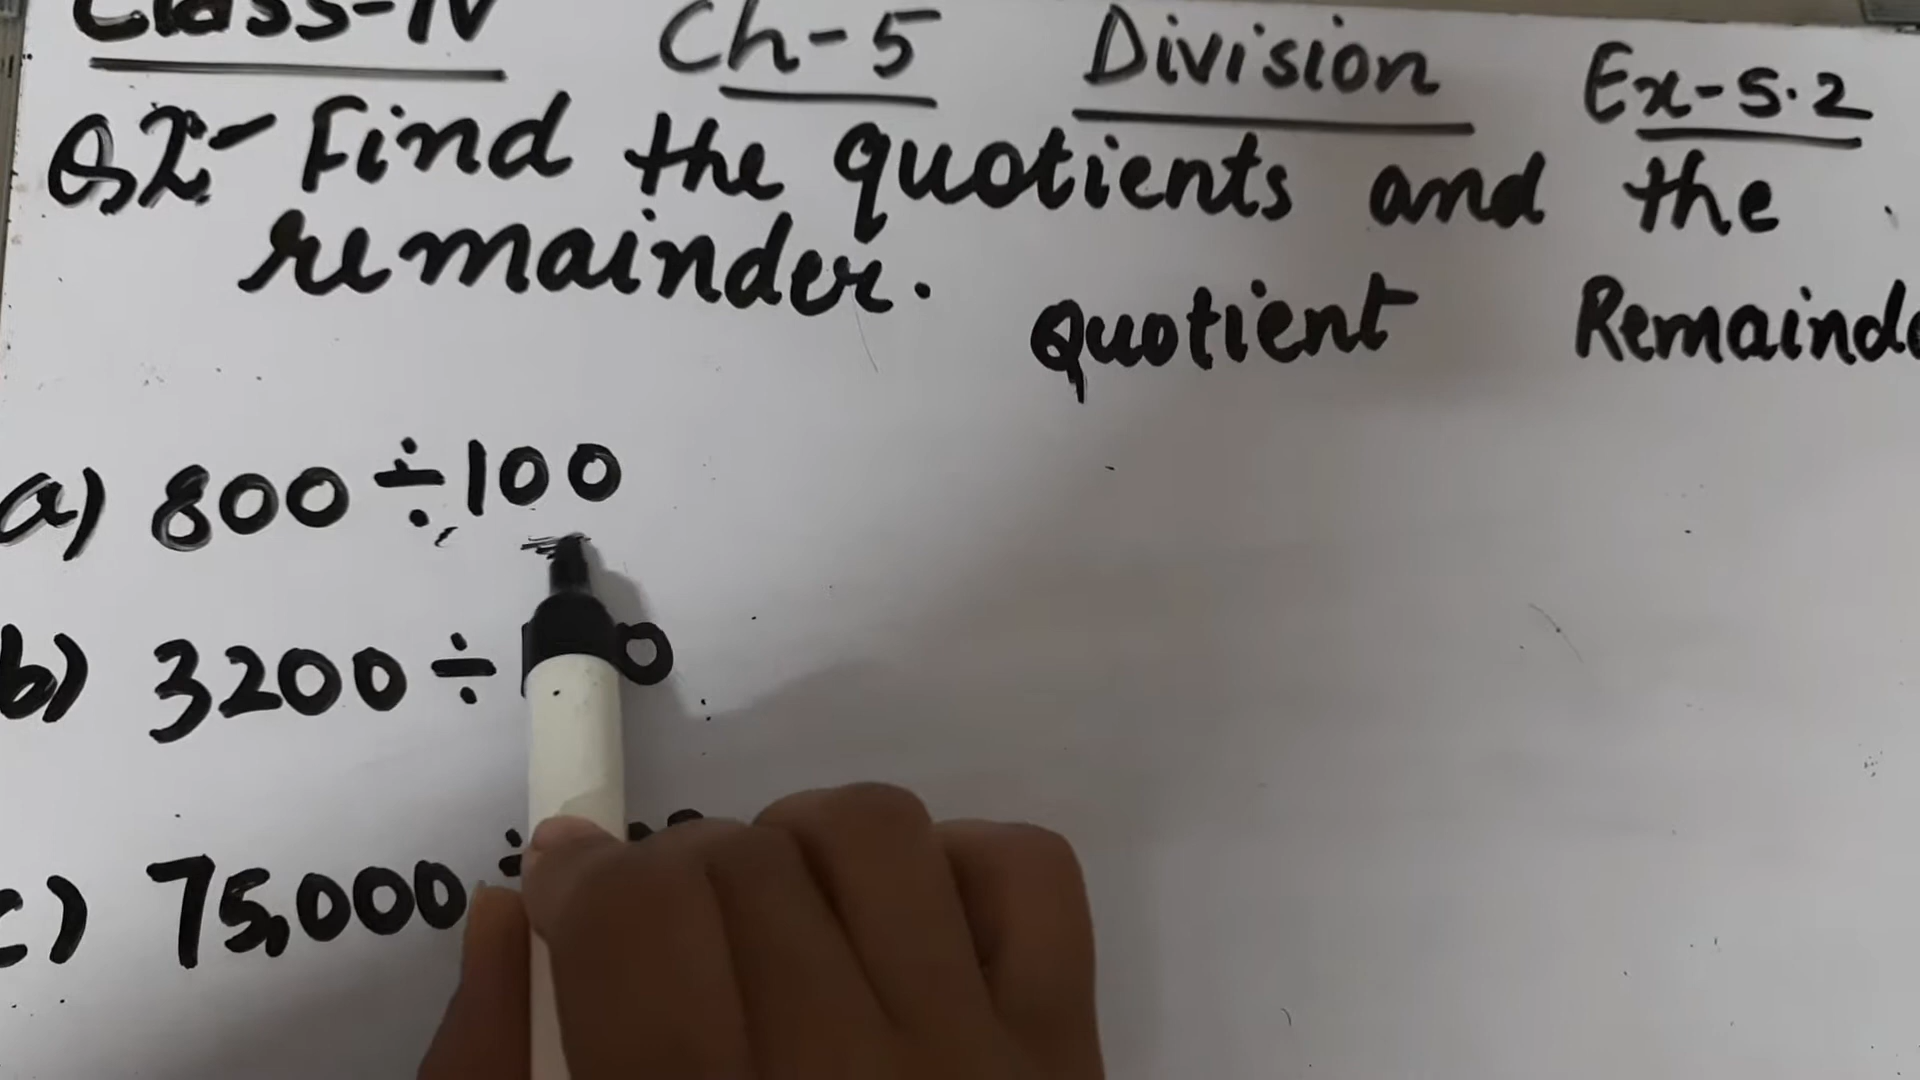 Class-IV Ch-5 Division Ex-5.2
Q2- Find the quotients and the
remainder.
Quotient Remainde
a) 800 ÷ 100
b) 3200 ÷
c) 75,000 ÷